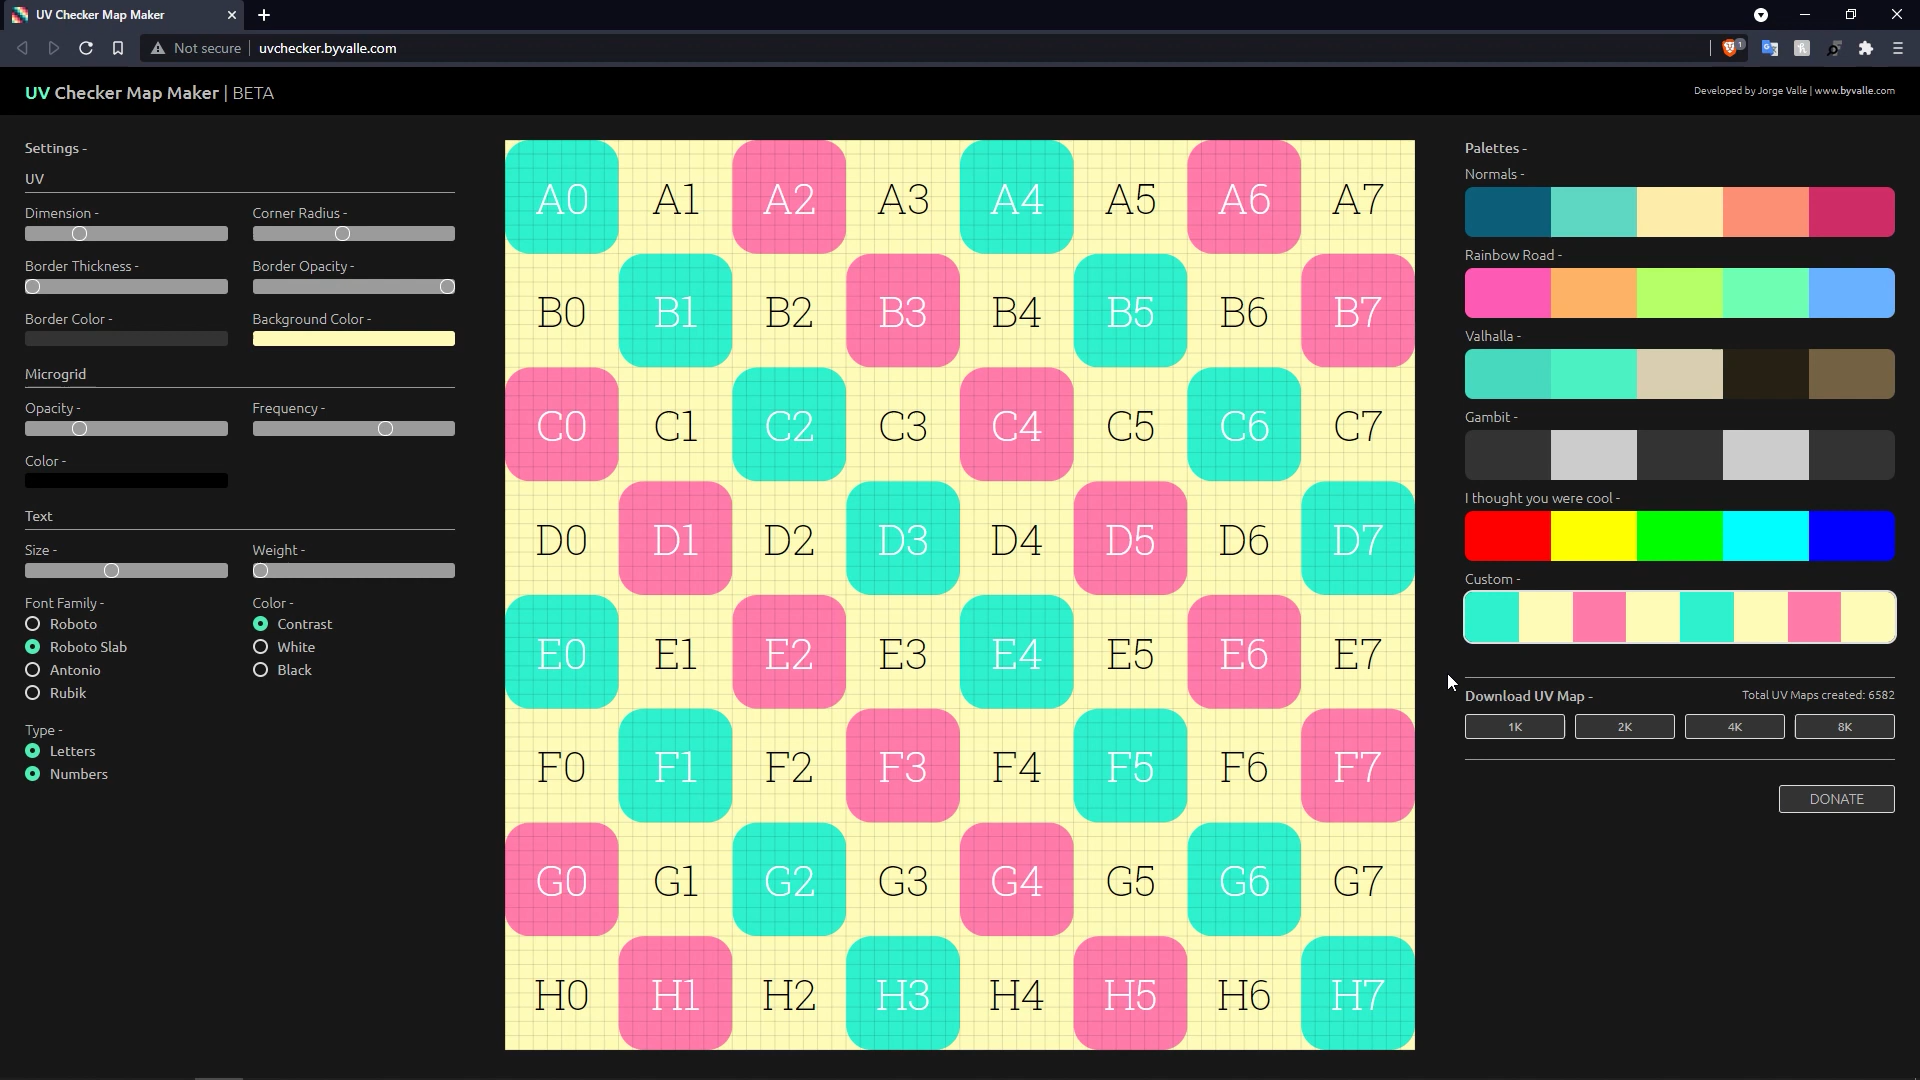 UV Checker Map Maker
Not secure
uvchecker.byvalle.com
1
UV Checker Map Maker | BETA
Developed by Jorge Valle | www.byvalle.com
Settings -
UV
Dimension -
Corner Radius -
Border Thickness -
Border Opacity -
Border Color -
Background Color -
Microgrid
Opacity -
Frequency -
Color -
Text
Size -
Weight -
Font Family -
Roboto
Roboto Slab
Antonio
Rubik
Color -
Contrast
White
Black
Type -
Letters
Numbers
A0 A1 A2 A3 A4 A5 A6 A7
B0 B1 B2 B3 B4 B5 B6 B7
C0 C1 C2 C3 C4 C5 C6 C7
D0 D1 D2 D3 D4 D5 D6 D7
E0 E1 E2 E3 E4 E5 E6 E7
F0 F1 F2 F3 F4 F5 F6 F7
G0 G1 G2 G3 G4 G5 G6 G7
H0 H1 H2 H3 H4 H5 H6 H7
Palettes -
Normals -
Rainbow Road -
Valhalla -
Gambit -
I thought you were cool -
Custom -
Download UV Map -
Total UV Maps created: 6582
1K
2K
4K
8K
DONATE